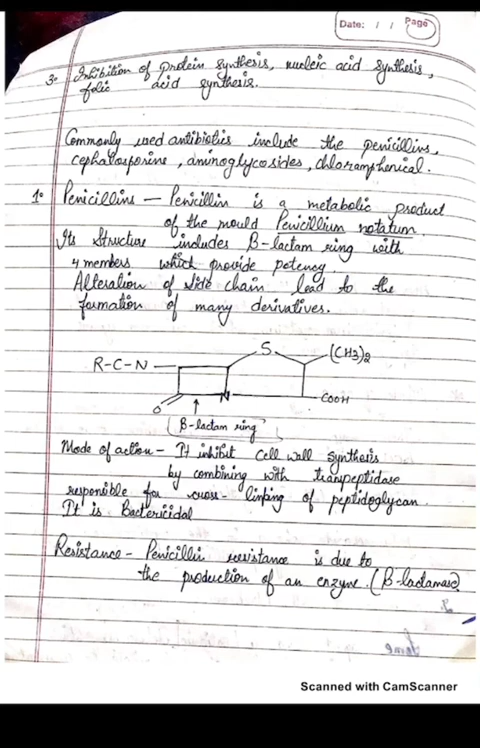 Date: / / Page
3. Inhibition of protein synthesis, nucleic acid synthesis,
folic acid synthesis.
Commonly used antibiotics include the penicillins,
cephalosporine, aminoglycosides, chloramphenical.
1. Penicillins — Penicillin is a metabolic product
of the mould Penicillium notatum.
Its Structure includes β-lactam ring with
4 members which provide potency.
Alteration of side chain lead to the
formation of many derivatives.
R-C-N
S
(CH3)2
O
N
COOH
β-lactam ring
Mode of action - It inhibit cell wall synthesis
by combining with transpeptidase
responsible for cross-linking of peptidoglycan.
It is Bactericidal
Resistance - Penicillin resistance is due to
the production of an enzyme. (β-lactamase)
Scanned with CamScanner